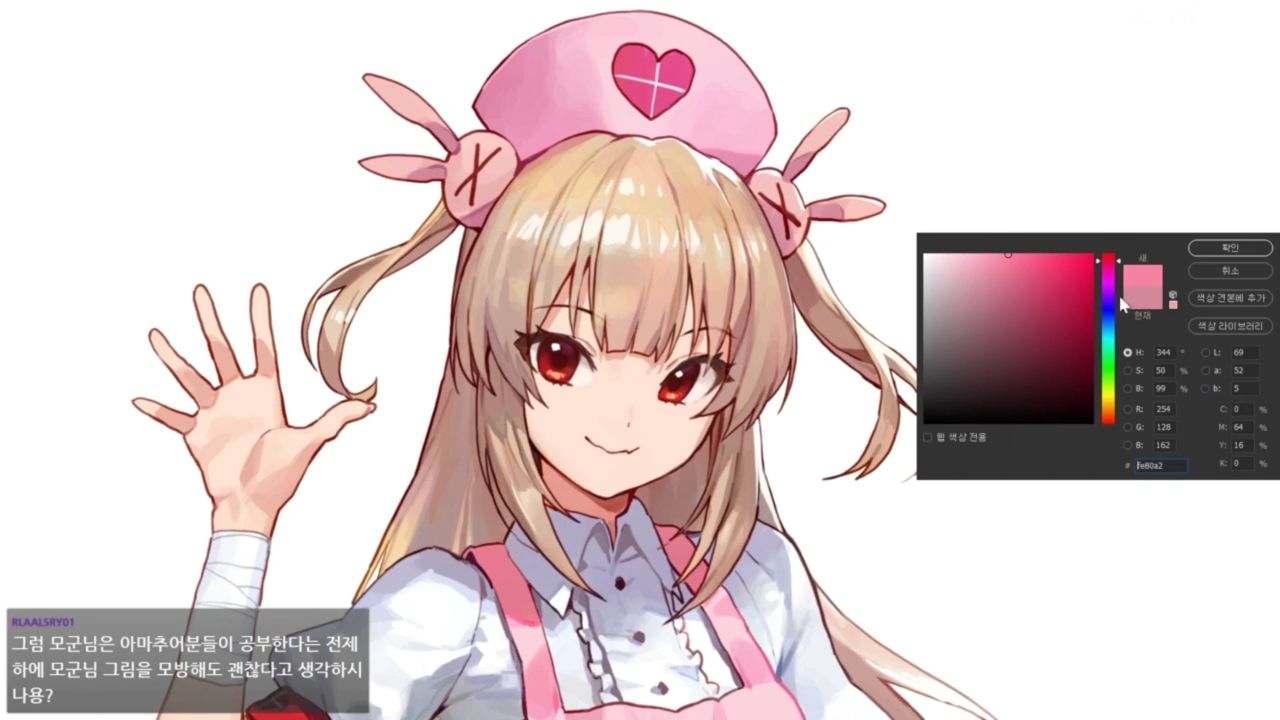 새
확인
취소
색상 견본에 추가
색상 라이브러리
현재
H: 344 °
L: 69
S: 50 %
a: 52
B: 99 %
b: 5
R: 254
C: 0 %
G: 128
M: 64 %
B: 162
Y: 16 %
# fe80a2
K: 0 %
웹 색상 전용
RLAALSRY01
그럼 모군님은 아마추어분들이 공부한다는 전제
하에 모군님 그림을 모방해도 괜찮다고 생각하시
나용?